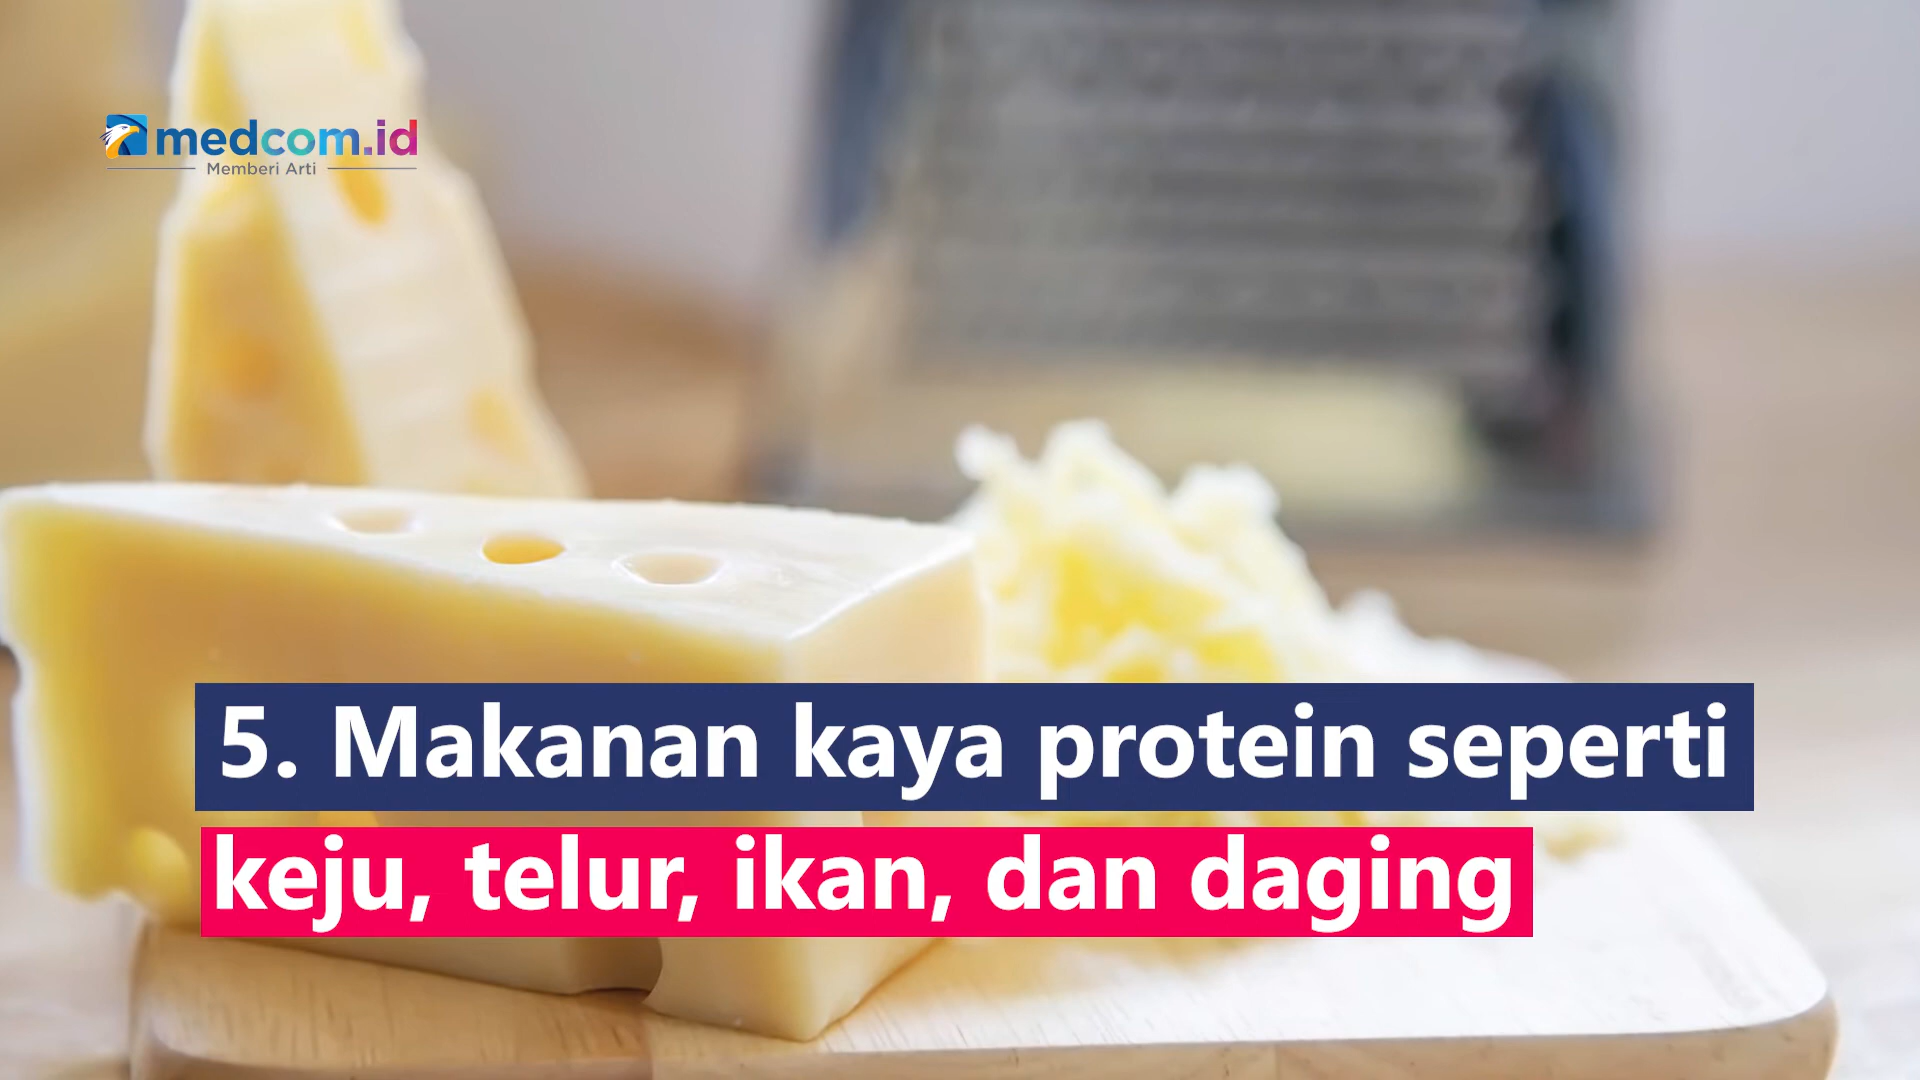 medcom.id
Memberi Arti
5. Makanan kaya protein seperti
keju, telur, ikan, dan daging